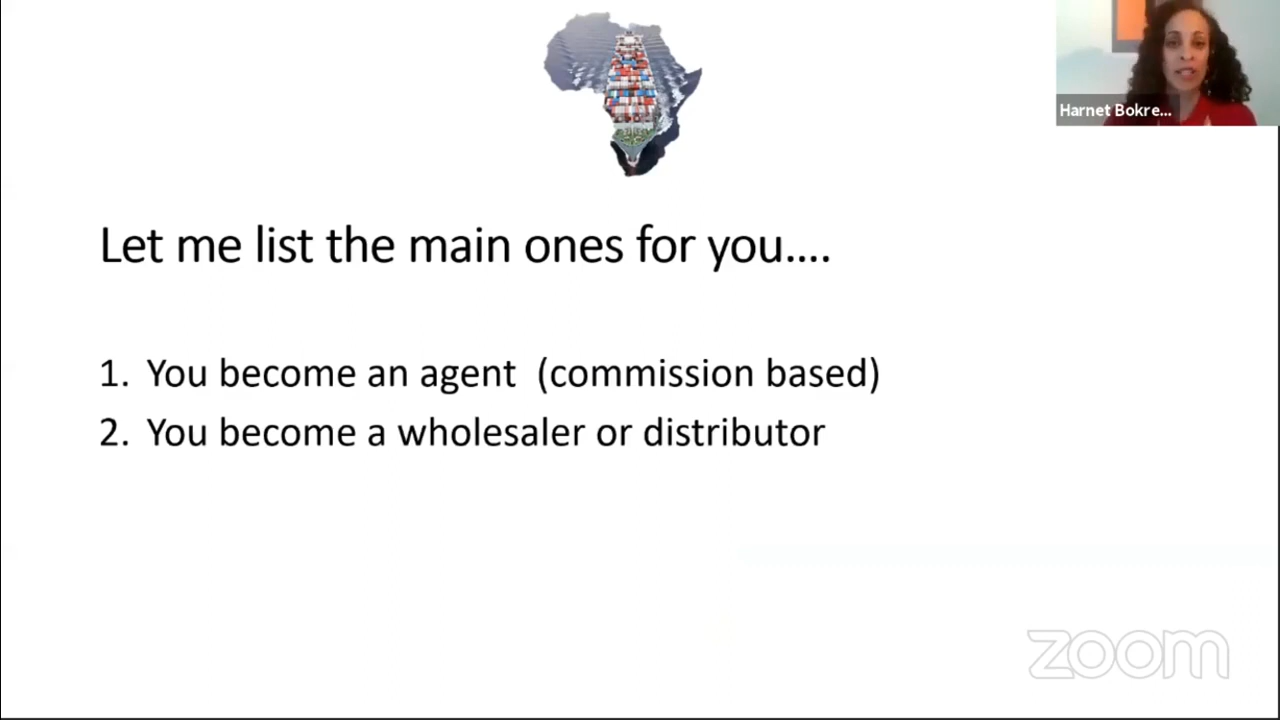 Harnet Bokre...
Let me list the main ones for you....
1. You become an agent (commission based)
2. You become a wholesaler or distributor
zoom